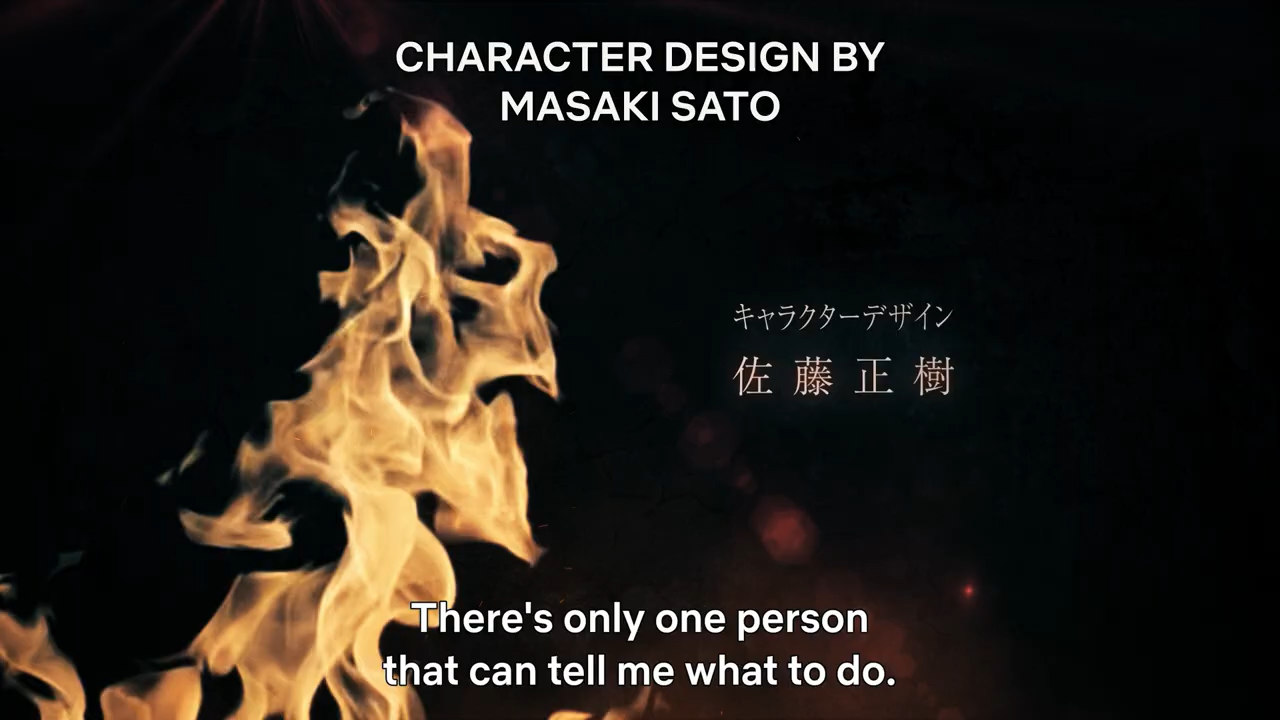 CHARACTER DESIGN BY
MASAKI SATO
キャラクターデザイン
佐藤正樹
There's only one person
that can tell me what to do.